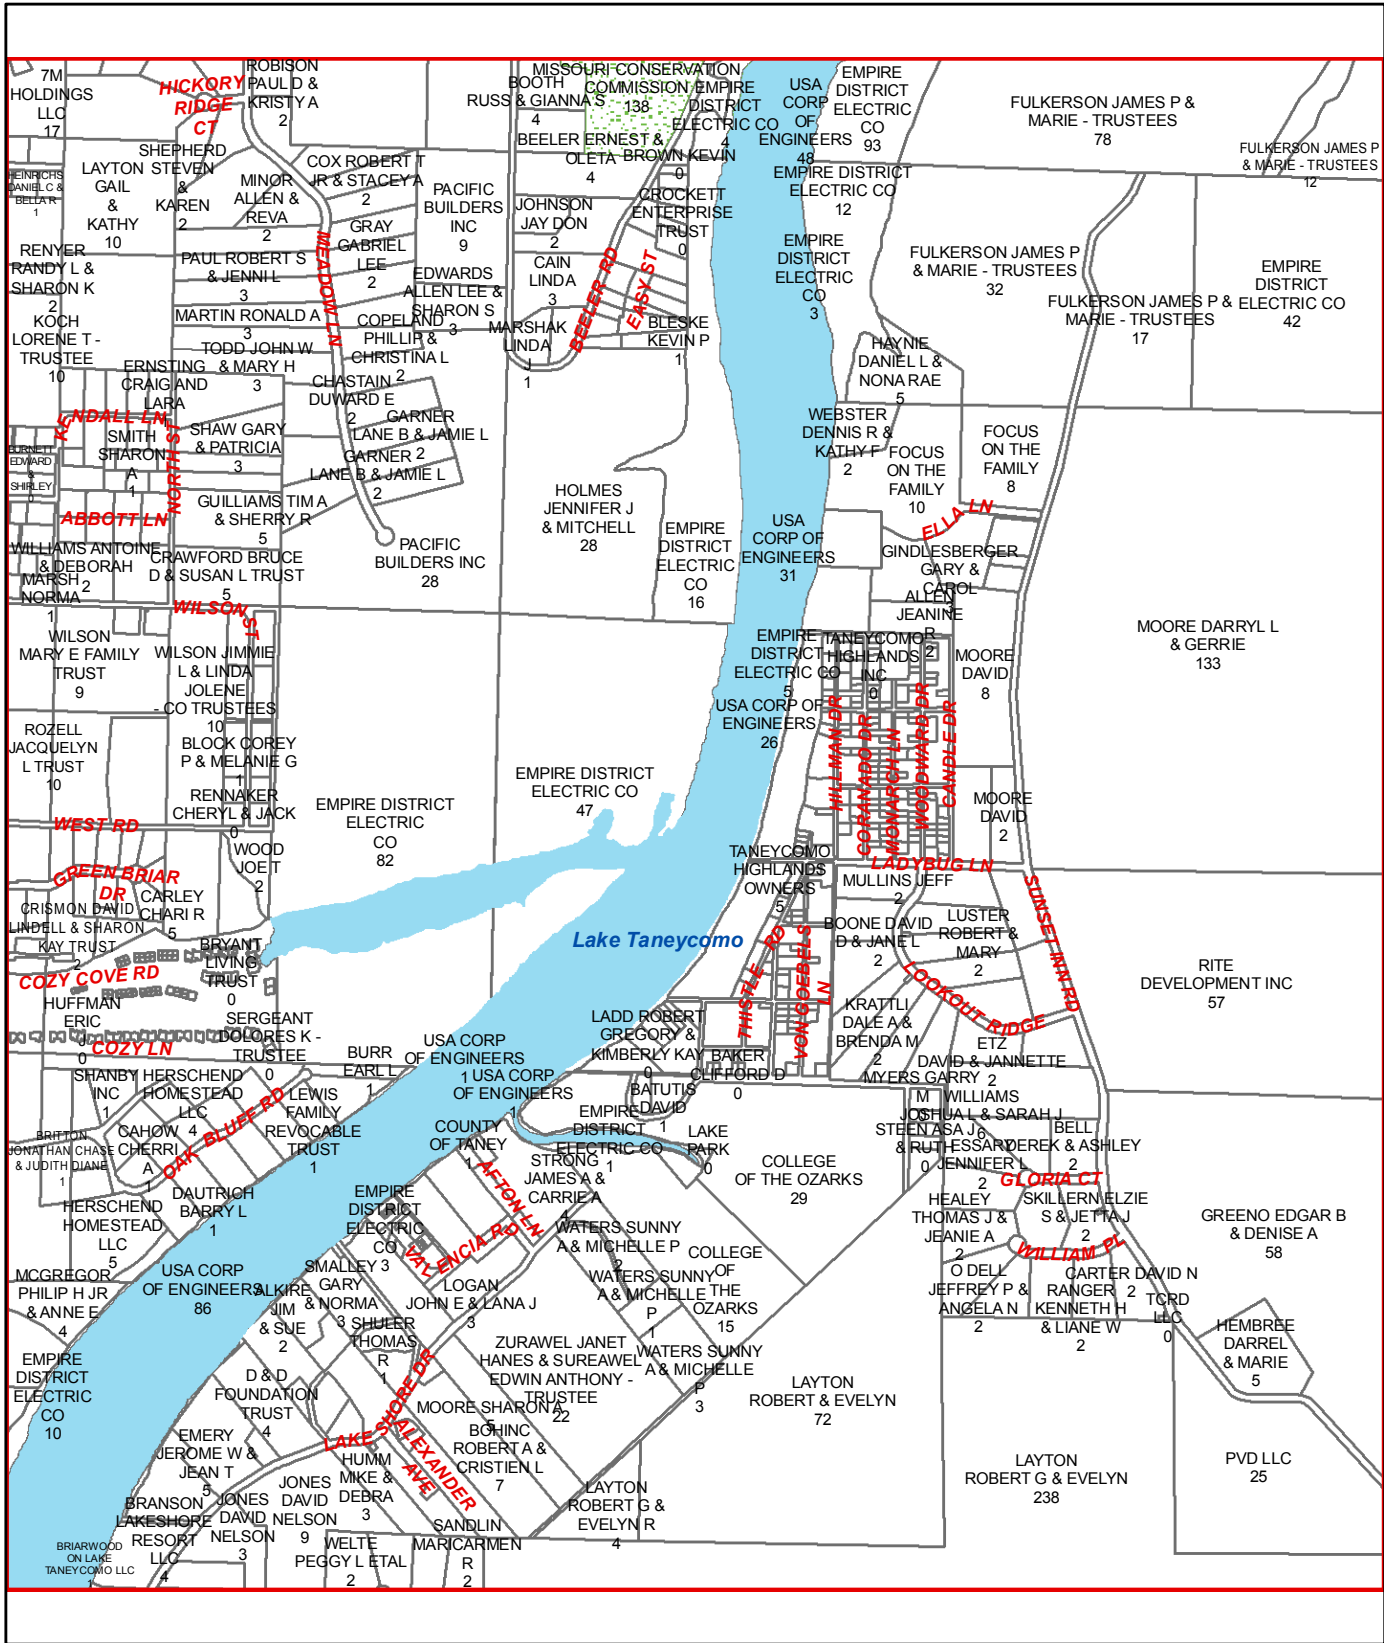 7M
HOLDINGS
LLC
17
HICKORY
RIDGE
CT
ROBISON
PAUL D &
KRISTY A
2
BOOTH
RUSS & GIANNA S
4
MISSOURI CONSERVATION
COMMISSION
138
EMPIRE
DISTRICT
ELECTRIC CO
4
USA
CORP
OF
ENGINEERS
48
EMPIRE
DISTRICT
ELECTRIC
CO
93
FULKERSON JAMES P &
MARIE - TRUSTEES
78
FULKERSON JAMES P
& MARIE - TRUSTEES
12
HEINRICHS
DANIEL C &
BELLA R
1
LAYTON
GAIL
&
KATHY
10
SHEPHERD
STEVEN
&
KAREN
2
MINOR
ALLEN &
REVA
2
COX ROBERT T
JR & STACEY A
2
PACIFIC
BUILDERS
INC
9
BEELER ERNEST &
OLETA
4
BROWN KEVIN
0
CROCKETT
ENTERPRISE
TRUST
0
EMPIRE DISTRICT
ELECTRIC CO
12
JOHNSON
JAY DON
2
GRAY
GABRIEL
LEE
2
MEADOW LN
RENYER
RANDY L &
SHARON K
2
PAUL ROBERT S
& JENNI L
3
EDWARDS
ALLEN LEE &
SHARON S
3
CAIN
LINDA
3
BEELER RD
EASY ST
EMPIRE
DISTRICT
ELECTRIC
CO
3
FULKERSON JAMES P
& MARIE - TRUSTEES
32
FULKERSON JAMES P &
MARIE - TRUSTEES
17
EMPIRE
DISTRICT
ELECTRIC CO
42
KOCH
LORENE T -
TRUSTEE
10
MARTIN RONALD A
3
COPELAND
PHILLIP &
CHRISTINA L
2
MARSHAK
LINDA
J
1
BLESKE
KEVIN P
1
TODD JOHN W
& MARY H
3
ERNSTING
CRAIG AND
LARA
HAYNIE
DANIEL L &
NONA RAE
5
CHASTAIN
DUWARD E
2
KENDALL LN
NORTH ST
SMITH
SHARON
A
1
SHAW GARY
& PATRICIA
3
GARNER
LANE B & JAMIE L
2
GARNER
LANE B & JAMIE L
2
WEBSTER
DENNIS R &
KATHY F
2
FOCUS
ON THE
FAMILY
10
FOCUS
ON THE
FAMILY
8
BURNETT
EDWARD
&
SHIRLEY
0
GUILLIAMS TIM A
& SHERRY R
5
HOLMES
JENNIFER J
& MITCHELL
28
ABBOTT LN
ELLA LN
USA
CORP OF
ENGINEERS
31
EMPIRE
DISTRICT
ELECTRIC
CO
16
PACIFIC
BUILDERS INC
28
WILLIAMS ANTOINE
& DEBORAH
2
CRAWFORD BRUCE
D & SUSAN L TRUST
5
GINDLESBERGER
GARY &
CAROL
3
MARSH
NORMA
1
ALLEN
JEANINE
R
2
WILSON ST
WILSON
MARY E FAMILY
TRUST
9
WILSON JIMMIE
L & LINDA
JOLENE
- CO TRUSTEES
10
EMPIRE
DISTRICT
ELECTRIC CO
5
TANEYCOMO
HIGHLANDS
INC
0
MOORE
DAVID
8
MOORE DARRYL L
& GERRIE
133
USA CORP OF
ENGINEERS
26
HILLMAN DR
CORANADO DR
MONARCH LN
WOODWARD DR
CANDLE DR
ROZELL
JACQUELYN
L TRUST
10
BLOCK COREY
P & MELANIE G
1
RENNAKER
CHERYL & JACK
0
EMPIRE DISTRICT
ELECTRIC
CO
82
EMPIRE DISTRICT
ELECTRIC CO
47
MOORE
DAVID
2
WEST RD
WOOD
JOE T
2
TANEYCOMO
HIGHLANDS
OWNERS
5
LADYBUG LN
GREEN BRIAR
DR
CARLEY
CHARI R
5
MULLINS JEFF
2
SUNSET INN RD
CRISMON DAVID
LINDELL & SHARON
KAY TRUST
2
BOONE DAVID
D & JANE L
2
LUSTER
ROBERT &
MARY
2
Lake Taneycomo
BRYANT
LIVING
TRUST
0
COZY COVE RD
THISTLE RD
VON GOEBELS
LN
LOOKOUT RIDGE
RITE
DEVELOPMENT INC
57
HUFFMAN
ERIC
0
0
SERGEANT
DOLORES K -
TRUSTEE
0
LADD ROBERT
GREGORY &
KIMBERLY KAY
0
KRATTLI
DALE A &
BRENDA M
2
COZY LN
BURR
EARL L
1
USA CORP
OF ENGINEERS
1
USA CORP
OF ENGINEERS
1
BAKER
CLIFFORD D
0
ETZ
DAVID & JANNETTE
2
MYERS GARRY
M
0
SHANBY
INC
1
HERSCHEND
HOMESTEAD
LLC
4
LEWIS
FAMILY
REVOCABLE
TRUST
1
BATUTIS
DAVID
1
WILLIAMS
JOSHUA L & SARAH J
6
CAHOW
CHERRI
A
1
OAK BLUFF RD
COUNTY
OF TANEY
1
EMPIRE
DISTRICT
ELECTRIC CO
1
LAKE
PARK
0
STEEN ASA J
& RUTH
0
BELL
DEREK & ASHLEY
2
BRITTON
JONATHAN CHASE
& JUDITH DIANE
1
ESSARY
JENNIFER L
2
STRONG
JAMES A &
CARRIE A
4
AFTON LN
COLLEGE
OF THE OZARKS
29
GLORIA CT
DAUTRICH
BARRY L
1
EMPIRE
DISTRICT
ELECTRIC
CO
3
HERSCHEND
HOMESTEAD
LLC
5
HEALEY
THOMAS J &
JEANIE A
2
SKILLERN ELZIE
S & JETTA J
2
GREENO EDGAR B
& DENISE A
58
VALENCIA RD
WATERS SUNNY
A & MICHELLE P
2
COLLEGE
OF
THE
OZARKS
15
WILLIAM PL
MCGREGOR
PHILIP H JR
& ANNE E
4
USA CORP
OF ENGINEERS
86
SMALLEY
GARY
& NORMA
3
LOGAN
JOHN E & LANA J
3
WATERS SUNNY
A & MICHELLE
P
1
O DELL
JEFFREY P &
ANGELA N
2
CARTER DAVID N
2
RANGER
KENNETH H
& LIANE W
2
TCRD
LLC
0
ALKIRE
JIM
& SUE
2
SHULER
THOMAS
R
1
HEMBREE
DARREL
& MARIE
5
ZURAWEL JANET
HANES & SUREAWEL
EDWIN ANTHONY -
TRUSTEE
22
WATERS SUNNY
A & MICHELLE
P
3
EMPIRE
DISTRICT
ELECTRIC
CO
10
D & D
FOUNDATION
TRUST
4
LAKE SHORE DR
LAYTON
ROBERT & EVELYN
72
MOORE SHARON A
5
BOHINC
ROBERT A &
CRISTIEN L
7
ALEXANDER
AVE
EMERY
JEROME W &
JEAN T
5
HUMM
MIKE &
DEBRA
3
LAYTON
ROBERT G & EVELYN
238
PVD LLC
25
JONES
DAVID
NELSON
9
LAYTON
ROBERT G &
EVELYN R
4
BRANSON
LAKESHORE
RESORT
LLC
4
JONES
DAVID
NELSON
3
SANDLIN
MARICARMEN
R
2
WELTE
PEGGY L ETAL
2
BRIARWOOD
ON LAKE
TANEYCOMO LLC
1